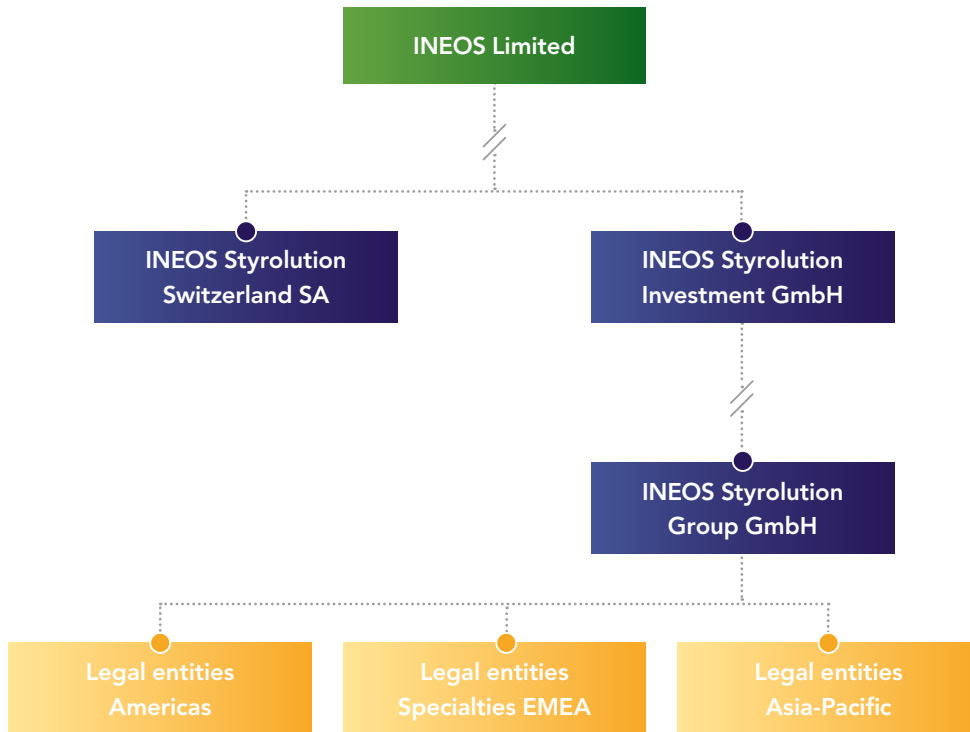 INEOS Limited
INEOS Styrolution
Switzerland SA
INEOS Styrolution
Investment GmbH
INEOS Styrolution
Group GmbH
Legal entities
Americas
Legal entities
Specialties EMEA
Legal entities
Asia-Pacific